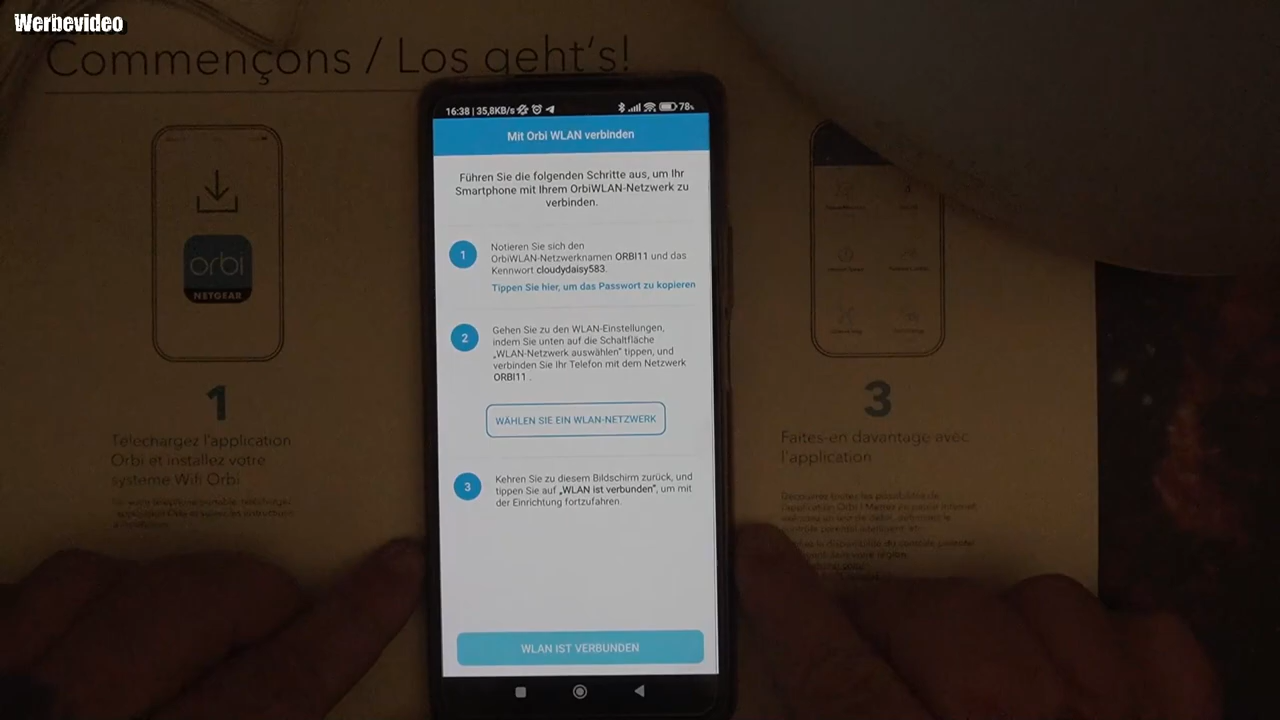 Werbevideo
Commençons / Los geht's!
16:38 | 35,8KB/s
78%
Mit Orbi WLAN verbinden
Führen Sie die folgenden Schritte aus, um Ihr
Smartphone mit Ihrem OrbiWLAN-Netzwerk zu
verbinden.
1
Notieren Sie sich den
OrbiWLAN-Netzwerknamen ORBI11 und das
Kennwort cloudydaisy583.
Tippen Sie hier, um das Passwort zu kopieren
2
Gehen Sie zu den WLAN-Einstellungen,
indem Sie unten auf die Schaltfläche
„WLAN-Netzwerk auswählen" tippen, und
verbinden Sie Ihr Telefon mit dem Netzwerk
ORBI11 .
WÄHLEN SIE EIN WLAN-NETZWERK
3
Kehren Sie zu diesem Bildschirm zurück, und
tippen Sie auf „WLAN ist verbunden", um mit
der Einrichtung fortzufahren.
WLAN IST VERBUNDEN
orbi
NETGEAR
1
Téléchargez l'application
Orbi et installez votre
système Wifi Orbi
3
Faites-en davantage avec
l'application